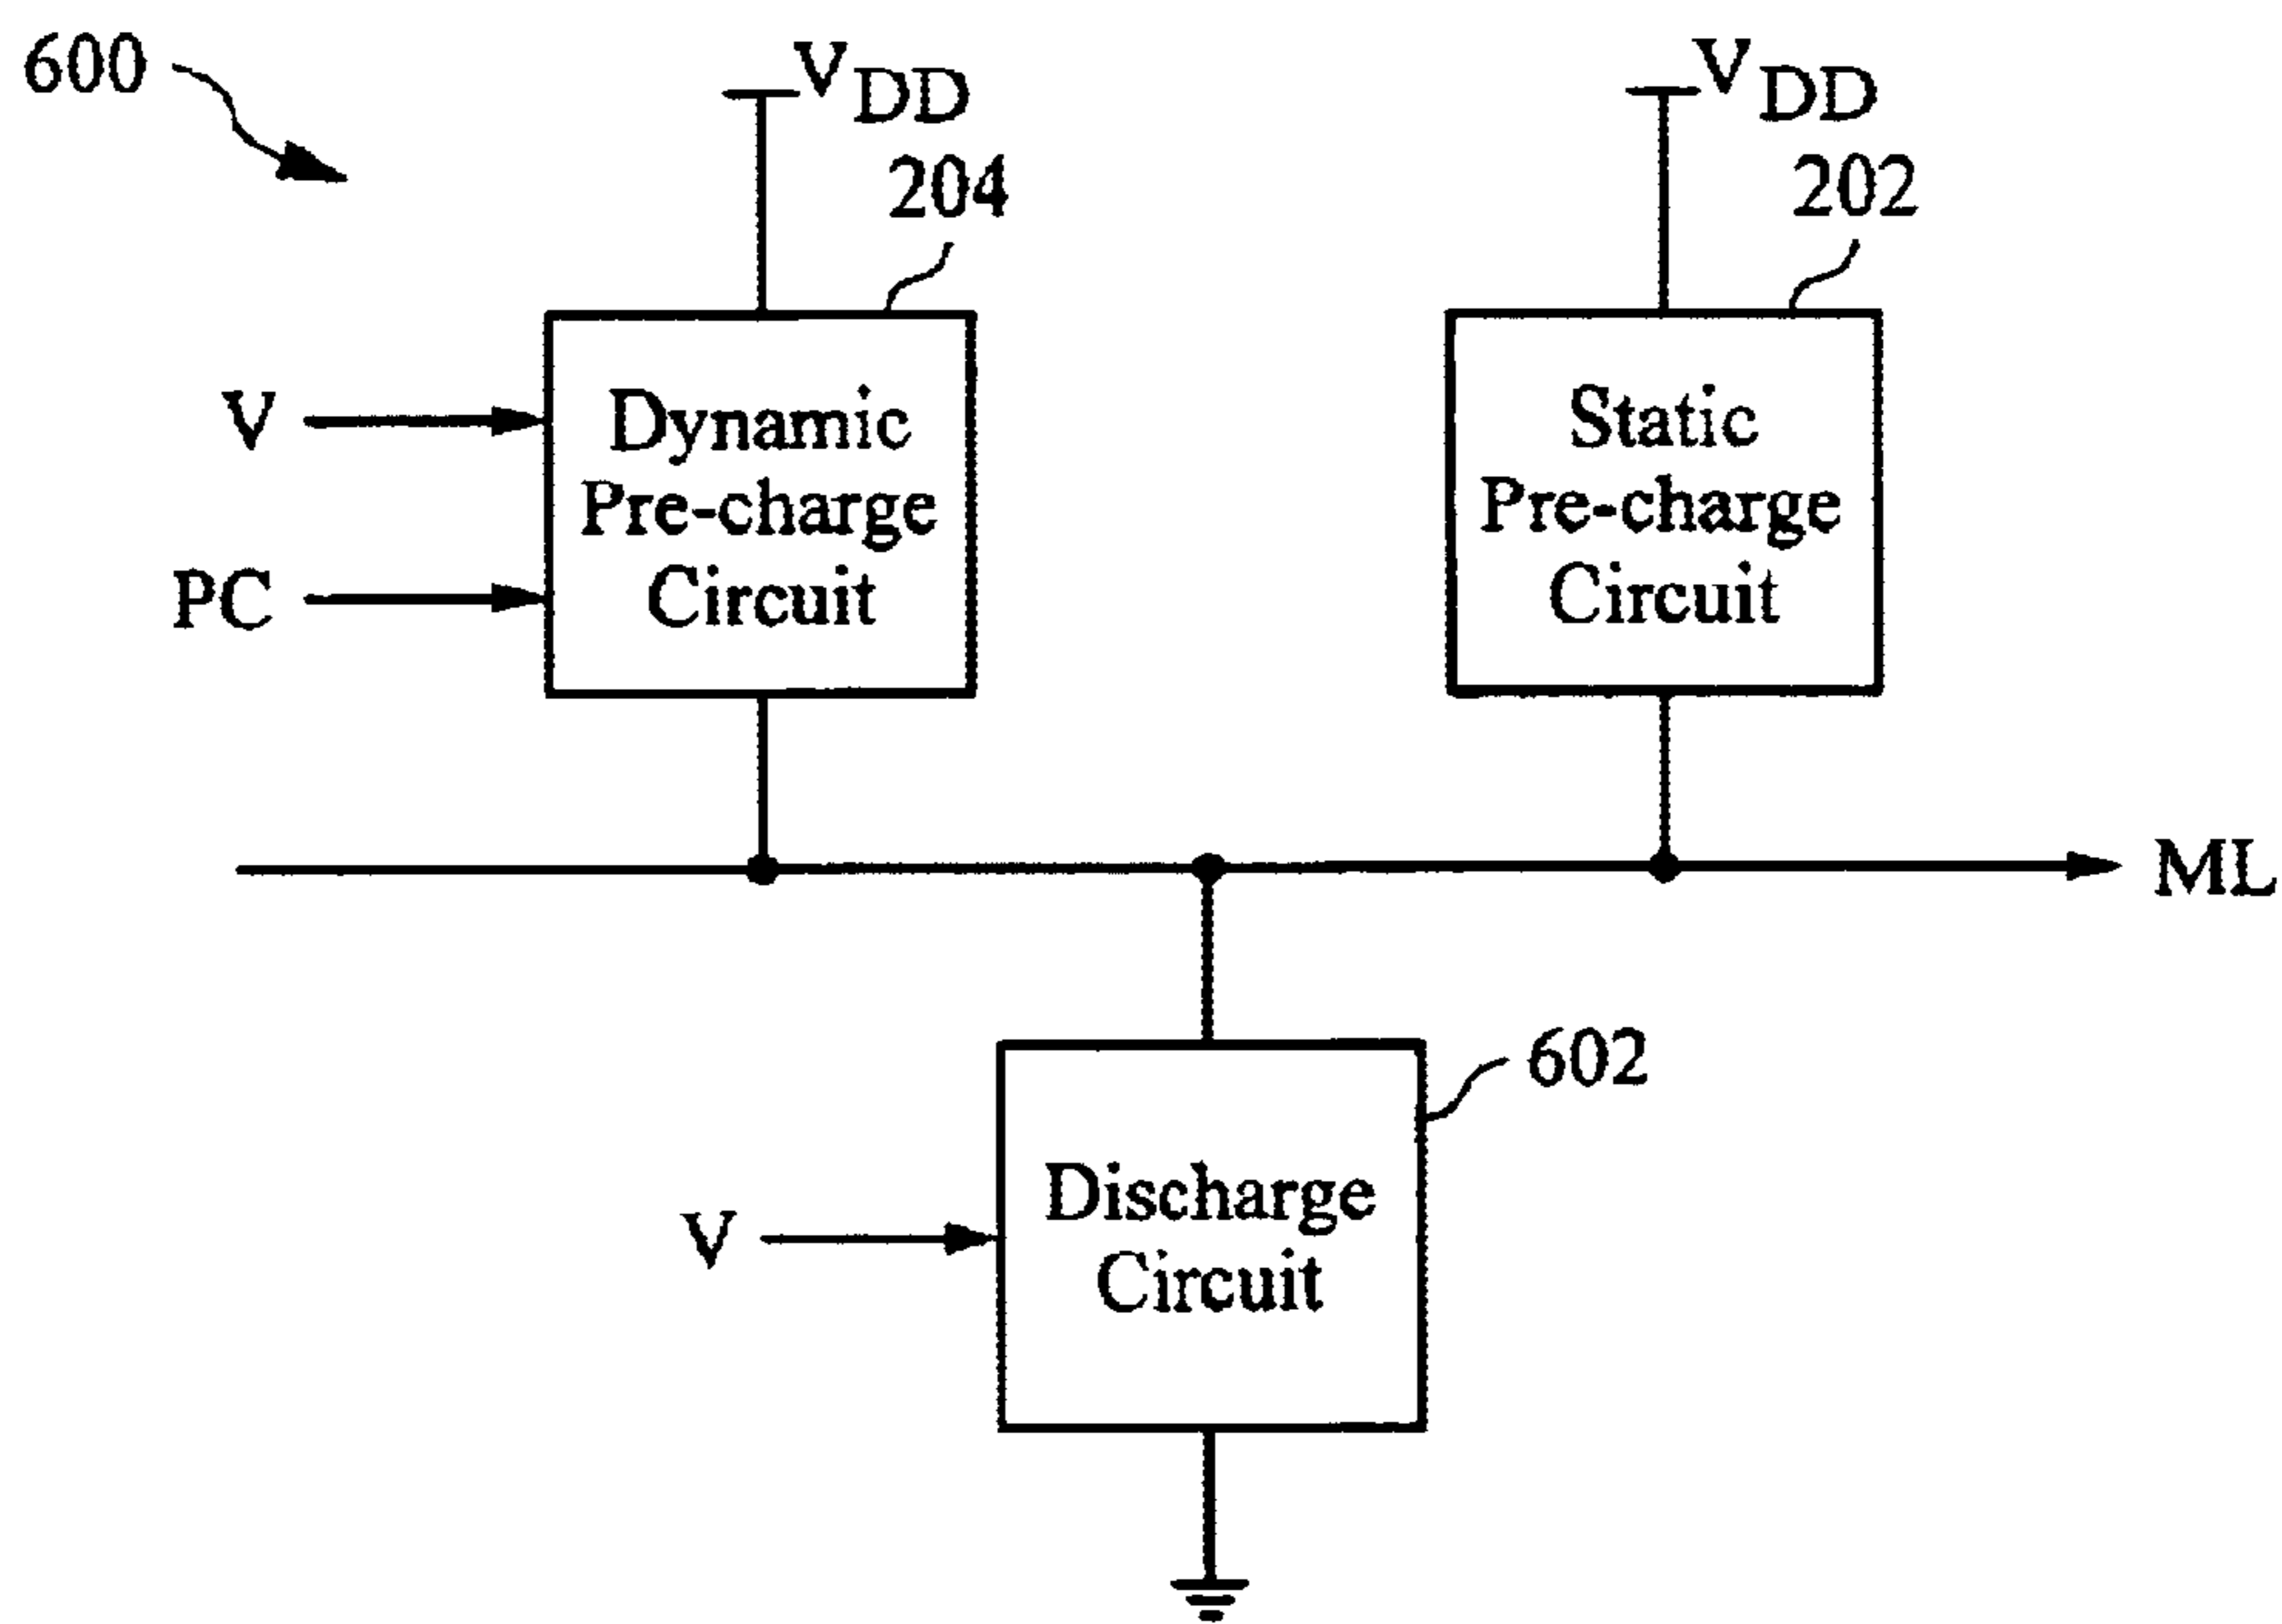 600
VDD
VDD
204
202
V
Dynamic
Pre-charge
Circuit
PC
Static
Pre-charge
Circuit
ML
602
V
Discharge
Circuit